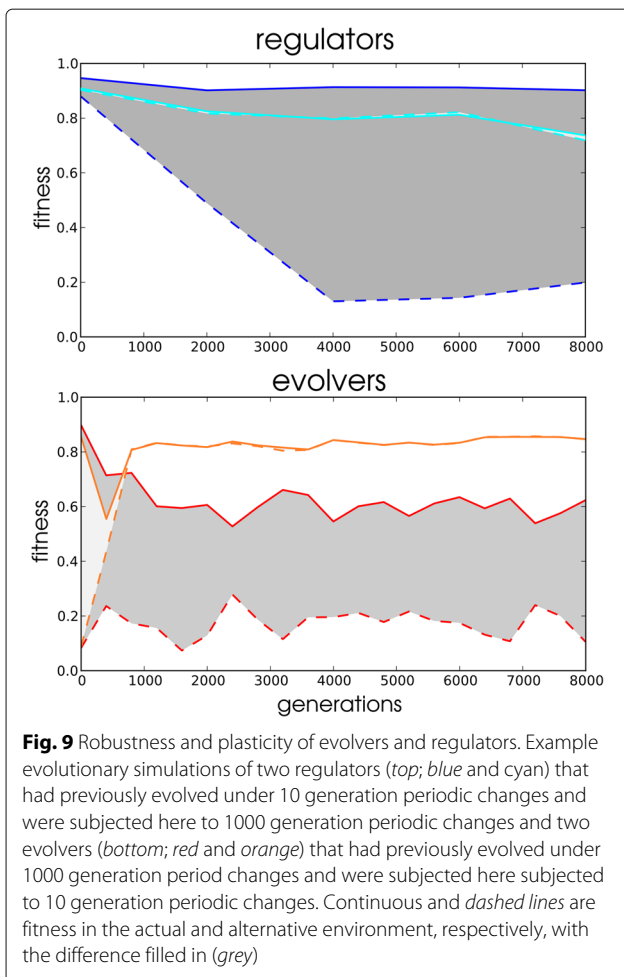 regulators
1.0
0.8
0.6
0.4
0.2
0.0
fitness
0 1000 2000 3000 4000 5000 6000 7000 8000
evolvers
1.0
0.8
0.6
0.4
0.2
0.0
fitness
0 1000 2000 3000 4000 5000 6000 7000 8000
generations
Fig. 9 Robustness and plasticity of evolvers and regulators. Example
evolutionary simulations of two regulators (top; blue and cyan) that
had previously evolved under 10 generation periodic changes and
were subjected here to 1000 generation periodic changes and two
evolvers (bottom; red and orange) that had previously evolved under
1000 generation period changes and were subjected here subjected
to 10 generation periodic changes. Continuous and dashed lines are
fitness in the actual and alternative environment, respectively, with
the difference filled in (grey)